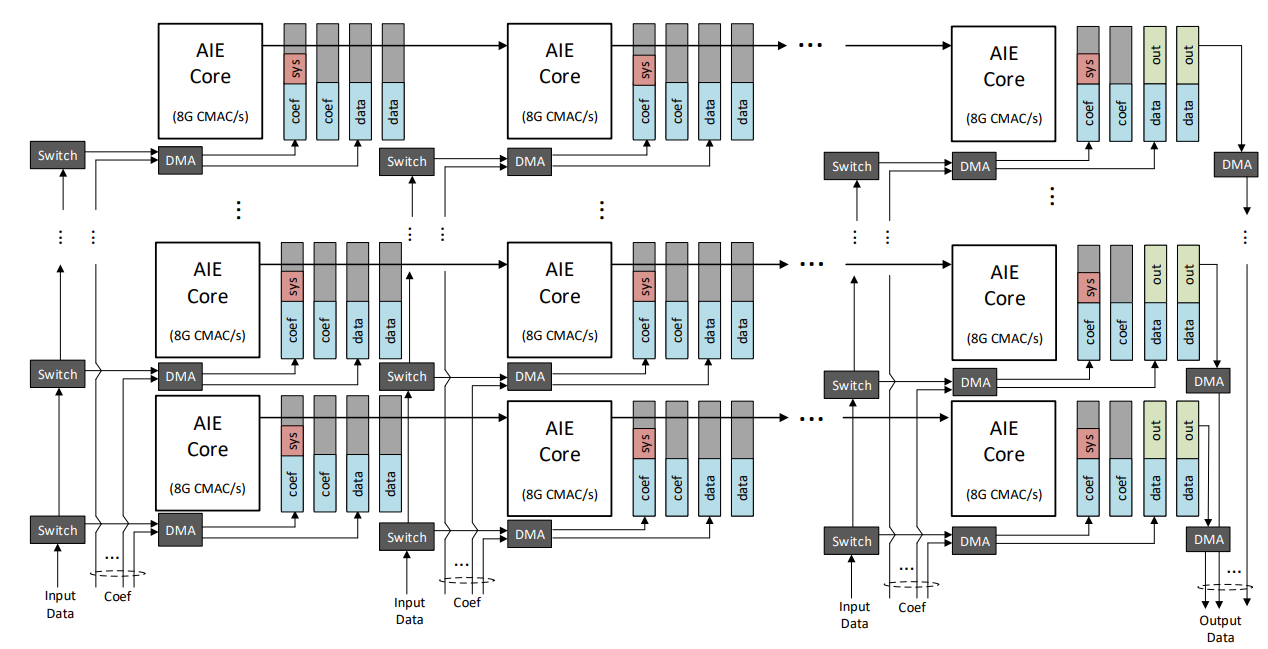 AIE
Core
(8G CMAC/s)
sys
coef
coef
data
data
AIE
Core
(8G CMAC/s)
sys
coef
coef
data
data
...
AIE
Core
(8G CMAC/s)
sys
coef
coef
out
data
out
data
Switch
DMA
Switch
DMA
Switch
DMA
DMA
...
...
...
...
...
...
...
...
...
...
AIE
Core
(8G CMAC/s)
sys
coef
coef
data
data
AIE
Core
(8G CMAC/s)
sys
coef
coef
data
data
...
AIE
Core
(8G CMAC/s)
sys
coef
coef
out
data
out
data
Switch
DMA
Switch
DMA
Switch
DMA
DMA
AIE
Core
(8G CMAC/s)
sys
coef
coef
data
data
AIE
Core
(8G CMAC/s)
sys
coef
coef
data
data
...
AIE
Core
(8G CMAC/s)
sys
coef
coef
out
data
out
data
Switch
DMA
Switch
DMA
Switch
DMA
DMA
...
...
...
...
Input
Data
Coef
Input
Data
Coef
Input
Data
Coef
Output
Data